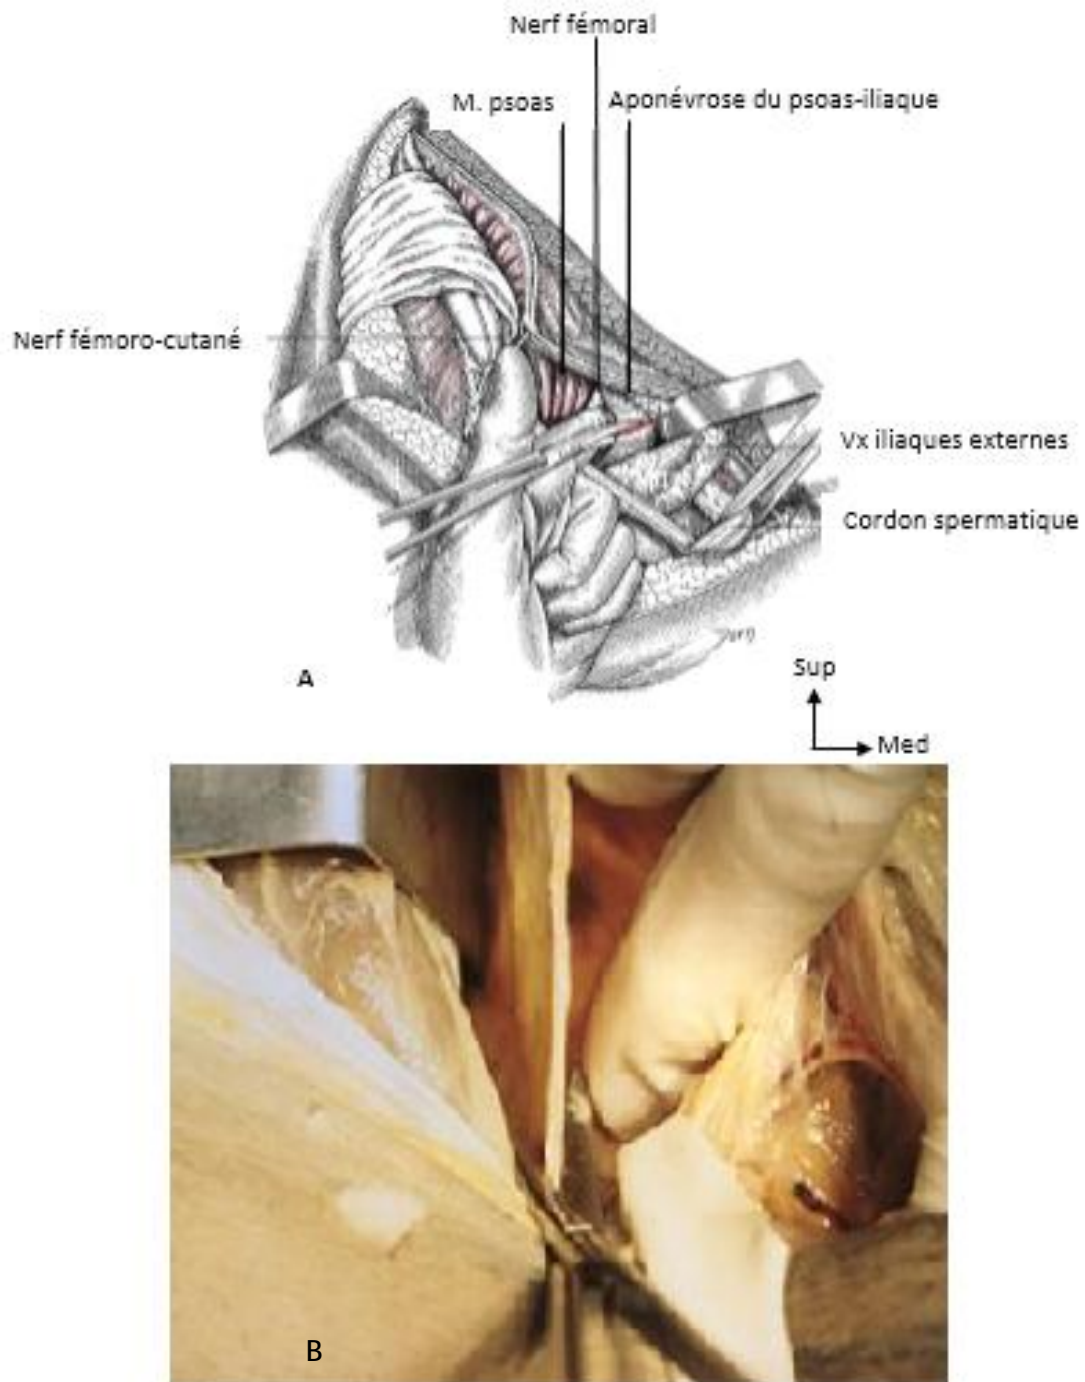 Nerf fémoral
M. psoas
Aponévrose du psoas-iliaque
Nerf fémoro-cutané
Vx iliaques externes
Cordon spermatique
A
Sup
Med
B